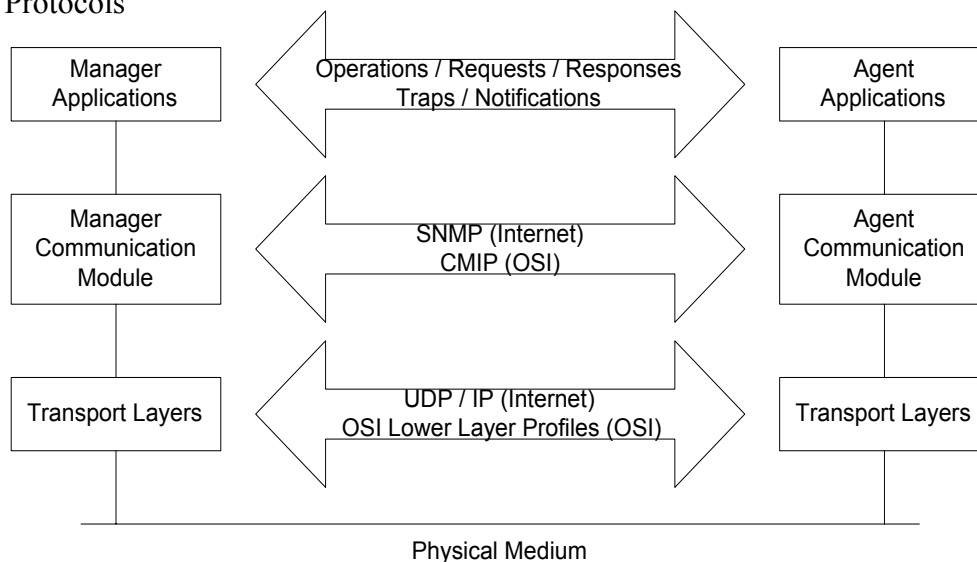 Protocols
Manager
Applications
Operations / Requests / Responses
Traps / Notifications
Agent
Applications
Manager
Communication
Module
SNMP (Internet)
CMIP (OSI)
Agent
Communication
Module
Transport Layers
UDP / IP (Internet)
OSI Lower Layer Profiles (OSI)
Transport Layers
Physical Medium